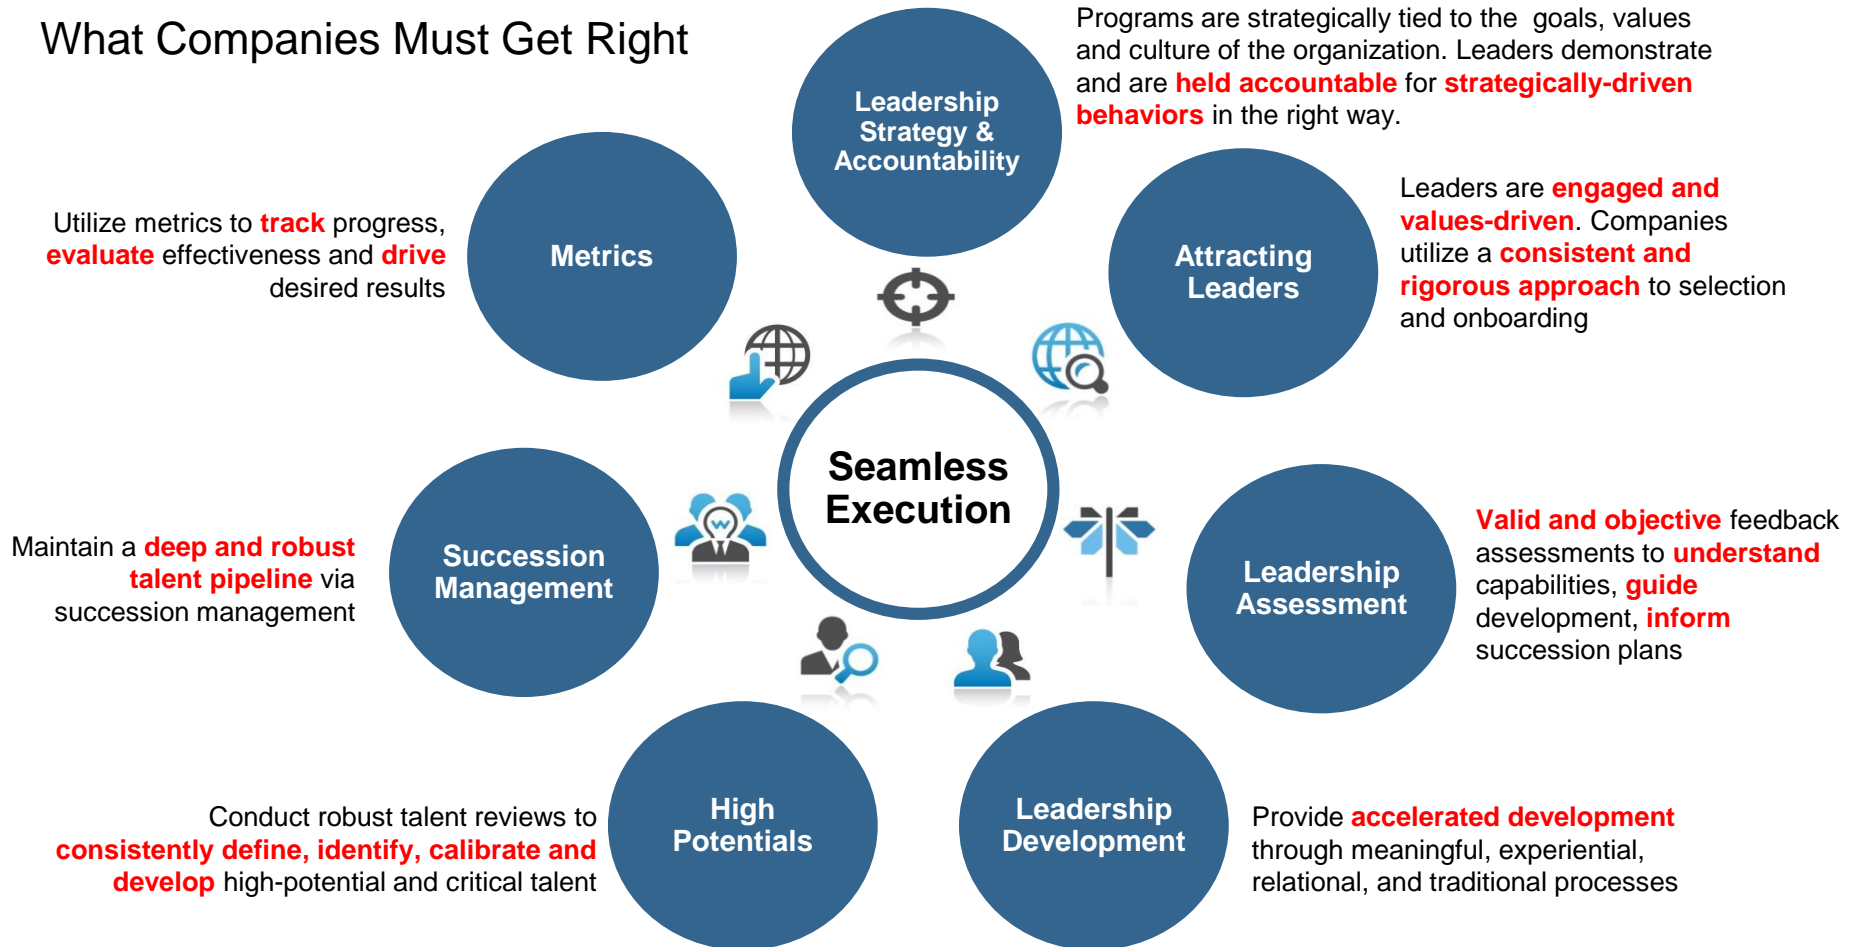 What Companies Must Get Right
Leadership
Strategy &
Accountability
Programs are strategically tied to the goals, values
and culture of the organization. Leaders demonstrate
and are held accountable for strategically-driven
behaviors in the right way.
Attracting
Leaders
Leaders are engaged and
values-driven. Companies
utilize a consistent and
rigorous approach to selection
and onboarding
Leadership
Assessment
Valid and objective feedback
assessments to understand
capabilities, guide
development, inform
succession plans
Leadership
Development
Provide accelerated development
through meaningful, experiential,
relational, and traditional processes
High
Potentials
Conduct robust talent reviews to
consistently define, identify, calibrate and
develop high-potential and critical talent
Succession
Management
Maintain a deep and robust
talent pipeline via
succession management
Metrics
Utilize metrics to track progress,
evaluate effectiveness and drive
desired results
Seamless
Execution